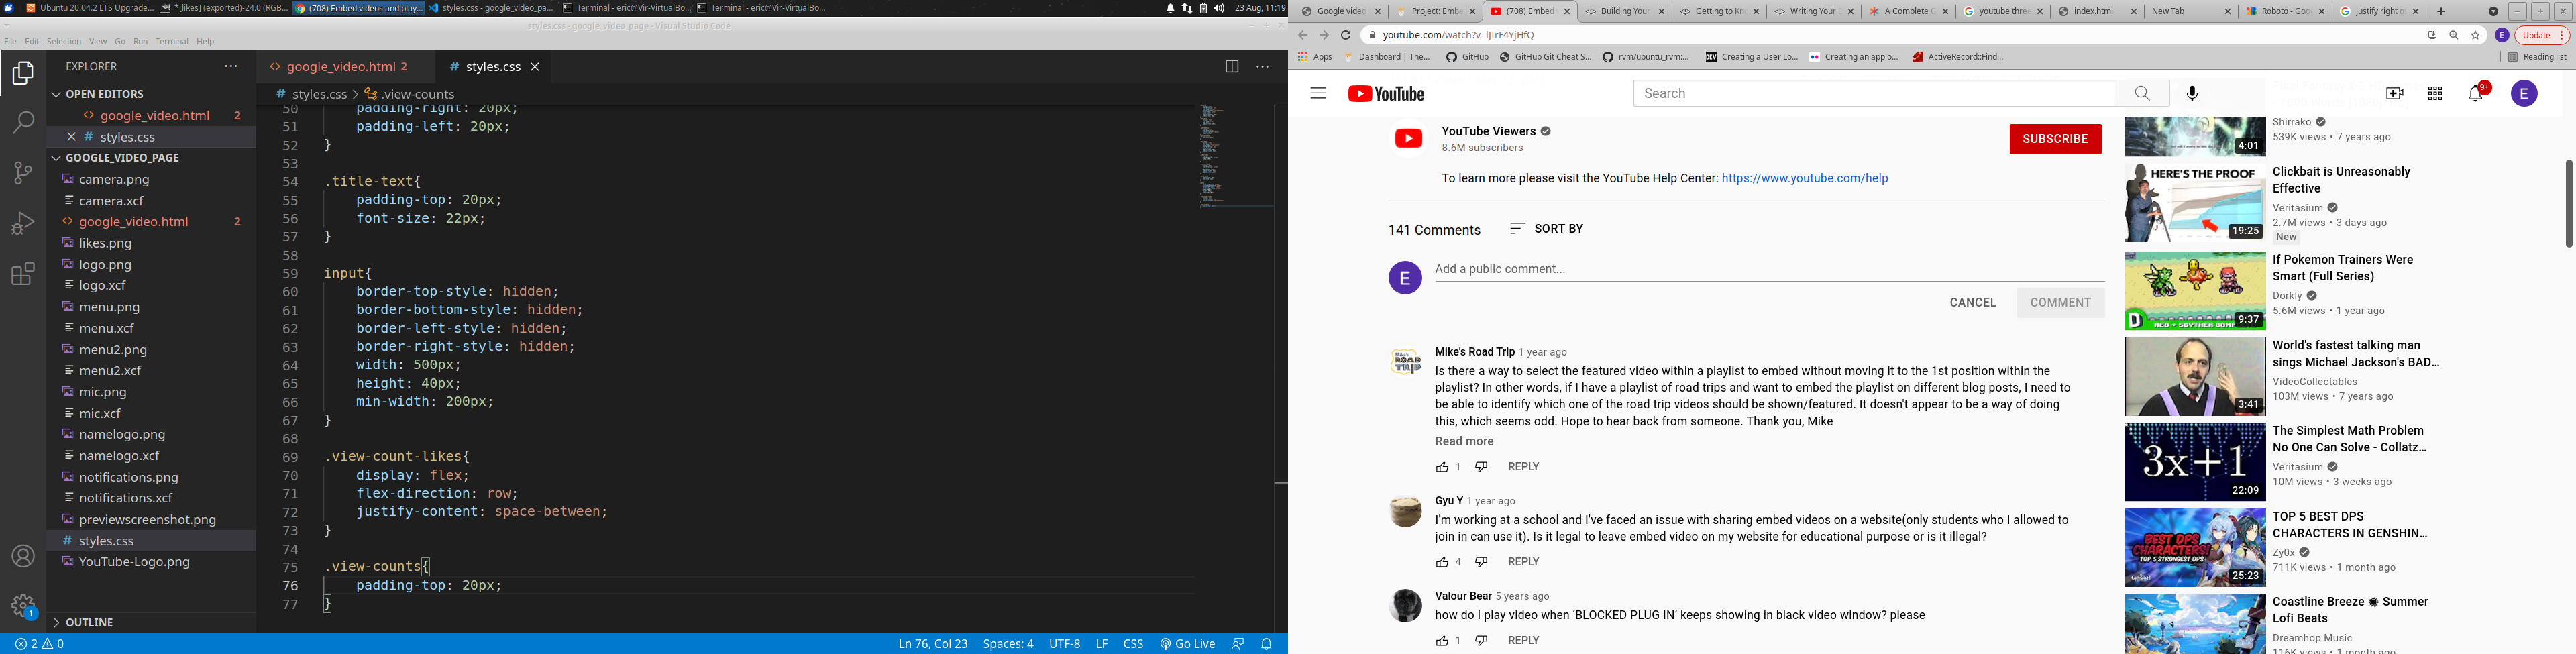 Ubuntu 20.04.2 LTS Upgrade...
*[likes] (exported)-24.0 (RGB...
(708) Embed videos and play...
styles.css - google_video_pa...
Terminal - eric@Vir-VirtualBo...
Terminal - eric@Vir-VirtualBo...
23 Aug, 11:19
styles.css - google_video_page - Visual Studio Code
File Edit Selection View Go Run Terminal Help
EXPLORER
OPEN EDITORS
google_video.html 2
styles.css
GOOGLE_VIDEO_PAGE
camera.png
camera.xcf
google_video.html 2
likes.png
logo.png
logo.xcf
menu.png
menu.xcf
menu2.png
menu2.xcf
mic.png
mic.xcf
namelogo.png
namelogo.xcf
notifications.png
notifications.xcf
previewscreenshot.png
styles.css
YouTube-Logo.png
OUTLINE
1
google_video.html 2
# styles.css
# styles.css > .view-counts
50 padding-right: 20px;
51 padding-left: 20px;
52 }
53
54 .title-text{
55 padding-top: 20px;
56 font-size: 22px;
57 }
58
59 input{
60 border-top-style: hidden;
61 border-bottom-style: hidden;
62 border-left-style: hidden;
63 border-right-style: hidden;
64 width: 500px;
65 height: 40px;
66 min-width: 200px;
67 }
68
69 .view-count-likes{
70 display: flex;
71 flex-direction: row;
72 justify-content: space-between;
73 }
74
75 .view-counts{
76 padding-top: 20px;
77 }
2 0
Ln 76, Col 23 Spaces: 4 UTF-8 LF CSS Go Live
Google video
Project: Embe
(708) Embed
Building Your
Getting to Kn
Writing Your
A Complete G
youtube three
index.html
New Tab
Roboto - Goo
justify right o
youtube.com/watch?v=lJIrF4YjHfQ
E
Update
Apps
Dashboard | The...
GitHub
GitHub Git Cheat S...
rvm/ubuntu_rvm:...
Creating a User Lo...
Creating an app o...
ActiveRecord::Find...
Reading list
YouTube
Search
9+
E
YouTube Viewers
8.6M subscribers
SUBSCRIBE
To learn more please visit the YouTube Help Center: https://www.youtube.com/help
141 Comments SORT BY
E
Add a public comment...
CANCEL COMMENT
Mike's Road Trip 1 year ago
Is there a way to select the featured video within a playlist to embed without moving it to the 1st position within the
playlist? In other words, if I have a playlist of road trips and want to embed the playlist on different blog posts, I need to
be able to identify which one of the road trip videos should be shown/featured. It doesn't appear to be a way of doing
this, which seems odd. Hope to hear back from someone. Thank you, Mike
Read more
1 REPLY
Gyu Y 1 year ago
I'm working at a school and I've faced an issue with sharing embed videos on a website(only students who I allowed to
join in can use it). Is it legal to leave embed video on my website for educational purpose or is it illegal?
4 REPLY
Valour Bear 5 years ago
how do I play video when ‘BLOCKED PLUG IN’ keeps showing in black video window? please
1 REPLY
4:01
Shirrako
539K views • 7 years ago
HERE'S THE PROOF
19:25
Clickbait is Unreasonably
Effective
Veritasium
2.7M views • 3 days ago
New
9:37
If Pokemon Trainers Were
Smart (Full Series)
Dorkly
5.6M views • 1 year ago
3:41
World's fastest talking man
sings Michael Jackson's BAD...
VideoCollectables
103M views • 7 years ago
3x+1
22:09
The Simplest Math Problem
No One Can Solve - Collatz...
Veritasium
10M views • 3 weeks ago
BEST DPS
CHARACTERS!
TOP 5 STRONGEST DPS
25:23
TOP 5 BEST DPS
CHARACTERS IN GENSHIN...
Zy0x
711K views • 1 month ago
Coastline Breeze ◉ Summer
Lofi Beats
Dreamhop Music
116K views • 1 month ago